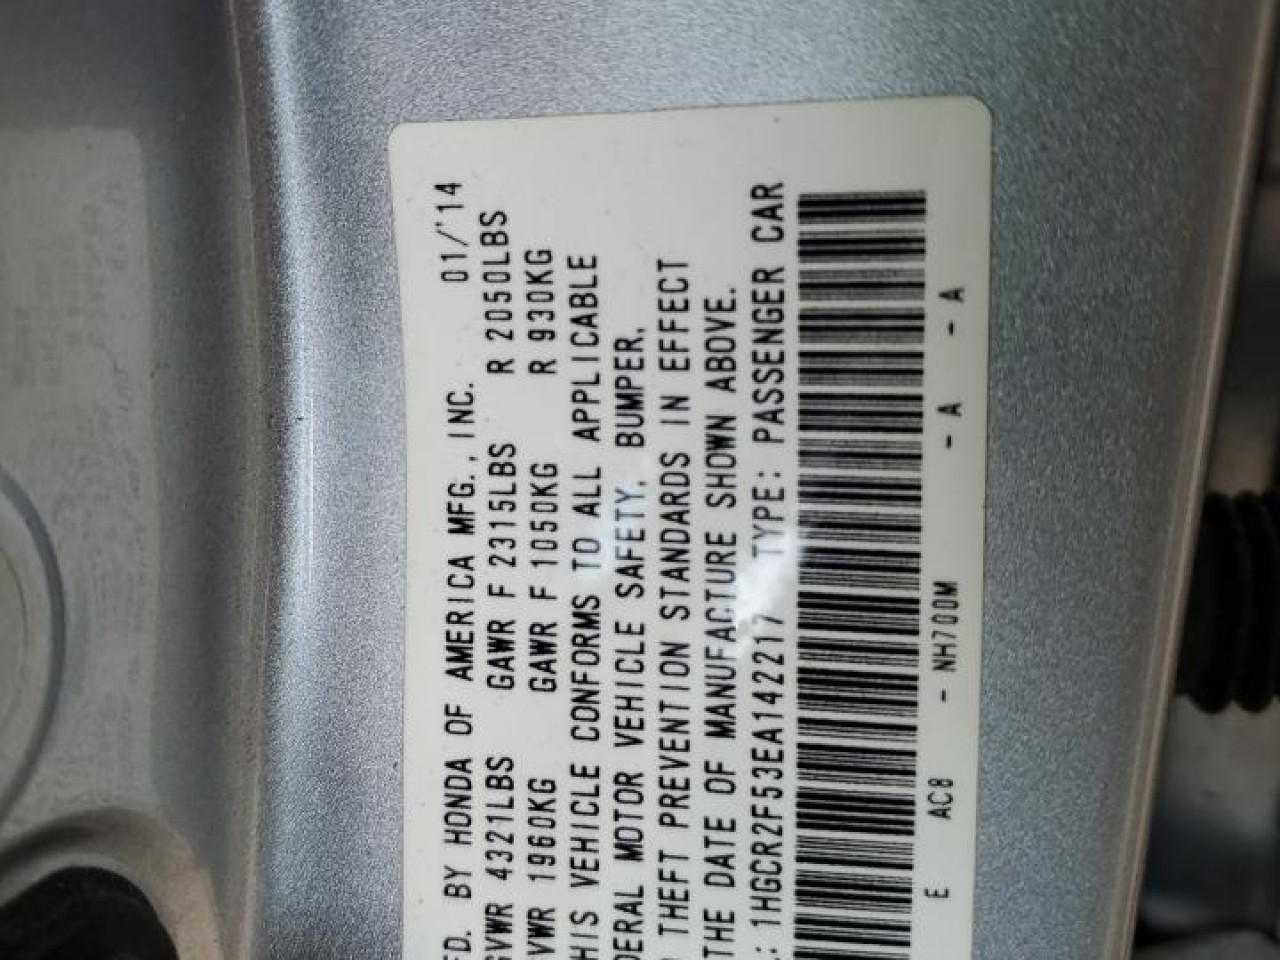 FD. BY HONDA OF AMERICA MFG., INC. 01/'14
GVWR 4321LBS GAWR F 2315LBS R 2050LBS
VWR 1960KG GAWR F 1050KG R 930KG
HIS VEHICLE CONFORMS TO ALL APPLICABLE
DERAL MOTOR VEHICLE SAFETY, BUMPER,
THEFT PREVENTION STANDARDS IN EFFECT
THE DATE OF MANUFACTURE SHOWN ABOVE.
.: 1HGCR2F53EA142217 TYPE: PASSENGER CAR
E AC8 - NH700M - A - A